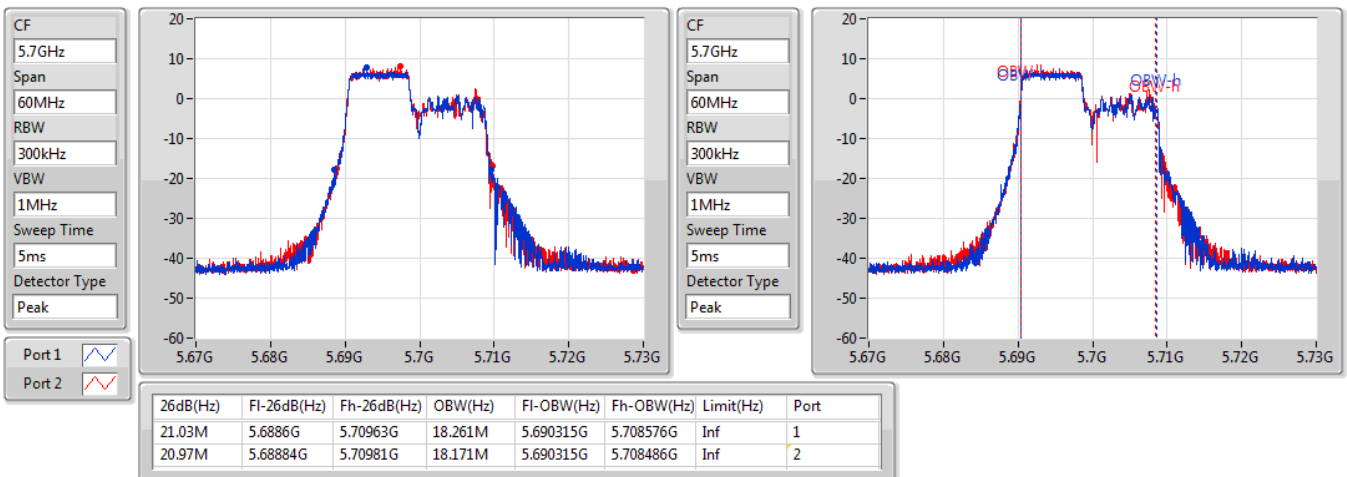 CF
5.7GHz
Span
60MHz
RBW
300kHz
VBW
1MHz
Sweep Time
5ms
Detector Type
Peak
Port 1
Port 2
20
10
0
-10
-20
-30
-40
-50
-60
5.67G 5.68G 5.69G 5.7G 5.71G 5.72G 5.73G
CF
5.7GHz
Span
60MHz
RBW
300kHz
VBW
1MHz
Sweep Time
5ms
Detector Type
Peak
20
10
0
-10
-20
-30
-40
-50
-60
OBW-h
OBW-h
5.67G 5.68G 5.69G 5.7G 5.71G 5.72G 5.73G
26dB(Hz) Fl-26dB(Hz) Fh-26dB(Hz) OBW(Hz) Fl-OBW(Hz) Fh-OBW(Hz) Limit(Hz) Port
21.03M 5.6886G 5.70963G 18.261M 5.690315G 5.708576G Inf 1
20.97M 5.68884G 5.70981G 18.171M 5.690315G 5.708486G Inf 2